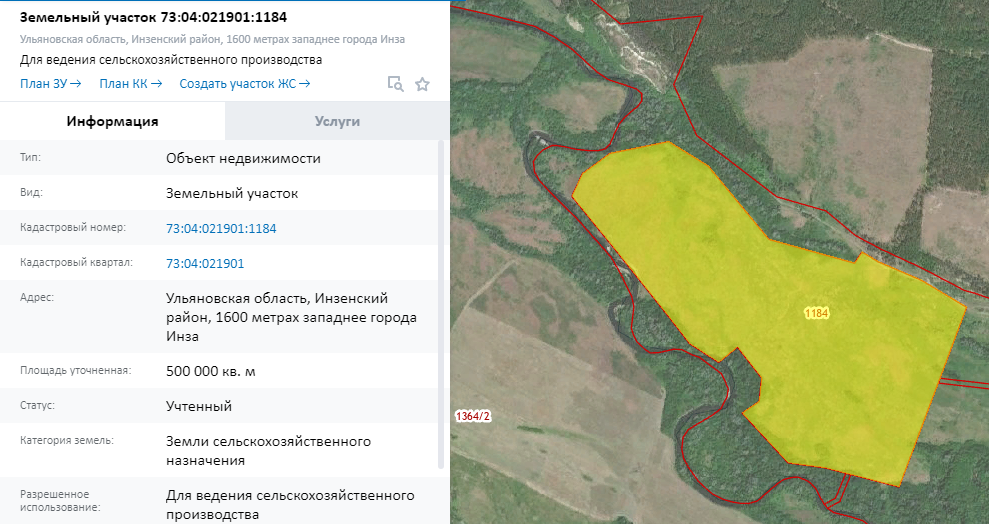 Земельный участок 73:04:021901:1184
Ульяновская область, Инзенский район, 1600 метрах западнее города Инза
Для ведения сельскохозяйственного производства
План ЗУ → План КК → Создать участок ЖС →
Информация Услуги
Тип: Объект недвижимости
Вид: Земельный участок
Кадастровый номер: 73:04:021901:1184
Кадастровый квартал: 73:04:021901
Адрес: Ульяновская область, Инзенский
район, 1600 метрах западнее города
Инза
Площадь уточненная: 500 000 кв. м
Статус: Учтенный
Категория земель: Земли сельскохозяйственного
назначения
Разрешенное
использование:
Для ведения сельскохозяйственного
производства
1184
1364/2